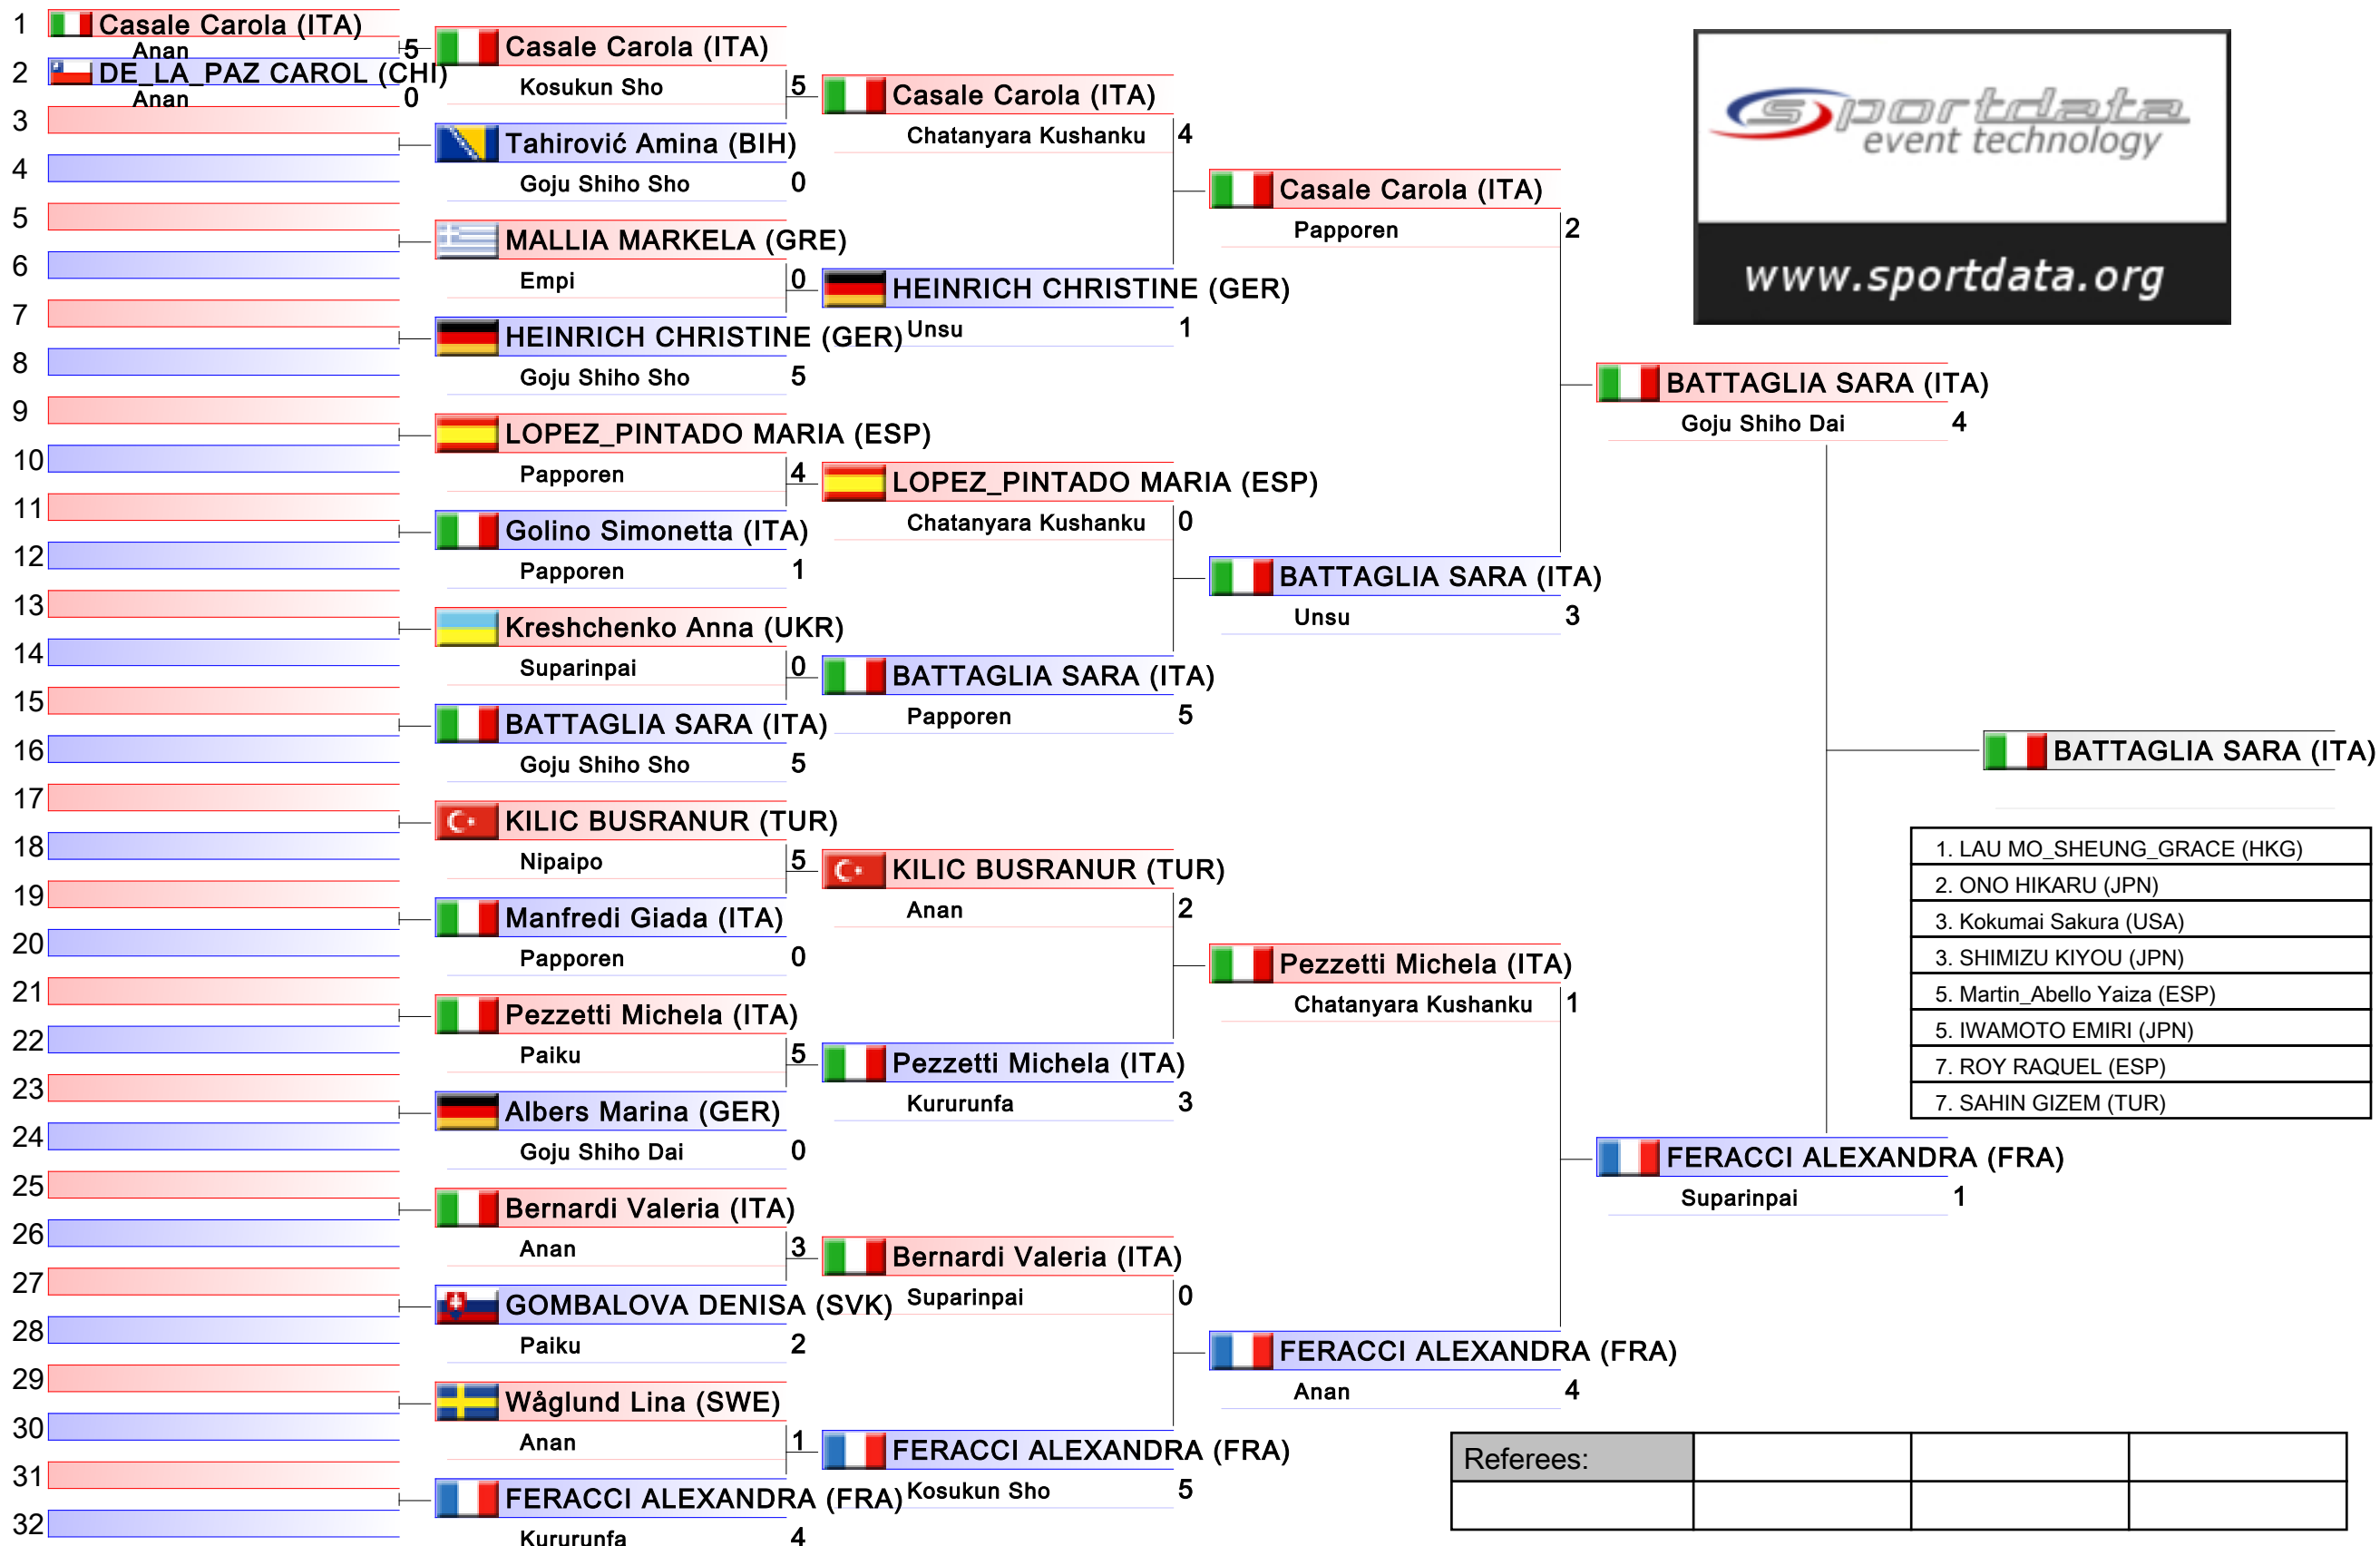 1 Casale Carola (ITA)
Anan 5
2 DE_LA_PAZ CAROL (CHI)
Anan 0
3
4
5
6
7
8
9
10
11
12
13
14
15
16
17
18
19
20
21
22
23
24
25
26
27
28
29
30
31
32
Casale Carola (ITA)
Kosukun Sho 5
Tahirović Amina (BIH)
Goju Shiho Sho 0
MALLIA MARKELA (GRE)
Empi 0
HEINRICH CHRISTINE (GER)
Goju Shiho Sho 5
LOPEZ_PINTADO MARIA (ESP)
Papporen 4
Golino Simonetta (ITA)
Papporen 1
Kreshchenko Anna (UKR)
Suparinpai 0
BATTAGLIA SARA (ITA)
Goju Shiho Sho 5
KILIC BUSRANUR (TUR)
Nipaipo 5
Manfredi Giada (ITA)
Papporen 0
Pezzetti Michela (ITA)
Paiku 5
Albers Marina (GER)
Goju Shiho Dai 0
Bernardi Valeria (ITA)
Anan 3
GOMBALOVA DENISA (SVK)
Paiku 2
Wåglund Lina (SWE)
Anan 1
FERACCI ALEXANDRA (FRA)
Kururunfa 4
Casale Carola (ITA)
Chatanyara Kushanku 4
HEINRICH CHRISTINE (GER)
Unsu 1
LOPEZ_PINTADO MARIA (ESP)
Chatanyara Kushanku 0
BATTAGLIA SARA (ITA)
Papporen 5
KILIC BUSRANUR (TUR)
Anan 2
Pezzetti Michela (ITA)
Kururunfa 3
Bernardi Valeria (ITA)
Suparinpai 0
FERACCI ALEXANDRA (FRA)
Kosukun Sho 5
Casale Carola (ITA)
Papporen 2
BATTAGLIA SARA (ITA)
Unsu 3
Pezzetti Michela (ITA)
Chatanyara Kushanku 1
FERACCI ALEXANDRA (FRA)
Anan 4
BATTAGLIA SARA (ITA)
Goju Shiho Dai 4
FERACCI ALEXANDRA (FRA)
Suparinpai 1
BATTAGLIA SARA (ITA)
sportdata
event technology
www.sportdata.org
1. LAU MO_SHEUNG_GRACE (HKG)
2. ONO HIKARU (JPN)
3. Kokumai Sakura (USA)
3. SHIMIZU KIYOU (JPN)
5. Martin_Abello Yaiza (ESP)
5. IWAMOTO EMIRI (JPN)
7. ROY RAQUEL (ESP)
7. SAHIN GIZEM (TUR)
Referees: